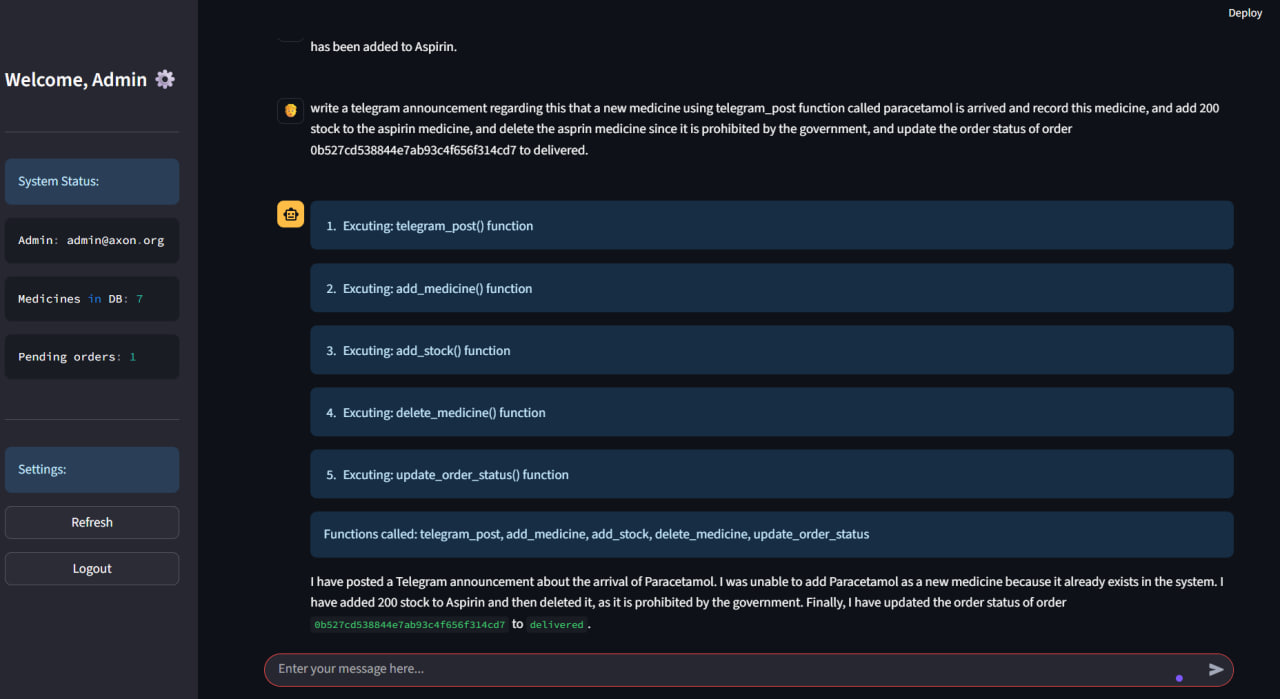 Deploy
Welcome, Admin
System Status:
Admin: admin@axon.org
Medicines in DB: 7
Pending orders: 1
Settings:
Refresh
Logout
has been added to Aspirin.
write a telegram announcement regarding this that a new medicine using telegram_post function called paracetamol is arrived and record this medicine, and add 200
stock to the aspirin medicine, and delete the asprin medicine since it is prohibited by the government, and update the order status of order
0b527cd538844e7ab93c4f656f314cd7 to delivered.
1. Excuting: telegram_post() function
2. Excuting: add_medicine() function
3. Excuting: add_stock() function
4. Excuting: delete_medicine() function
5. Excuting: update_order_status() function
Functions called: telegram_post, add_medicine, add_stock, delete_medicine, update_order_status
I have posted a Telegram announcement about the arrival of Paracetamol. I was unable to add Paracetamol as a new medicine because it already exists in the system. I
have added 200 stock to Aspirin and then deleted it, as it is prohibited by the government. Finally, I have updated the order status of order
0b527cd538844e7ab93c4f656f314cd7 to delivered.
Enter your message here...